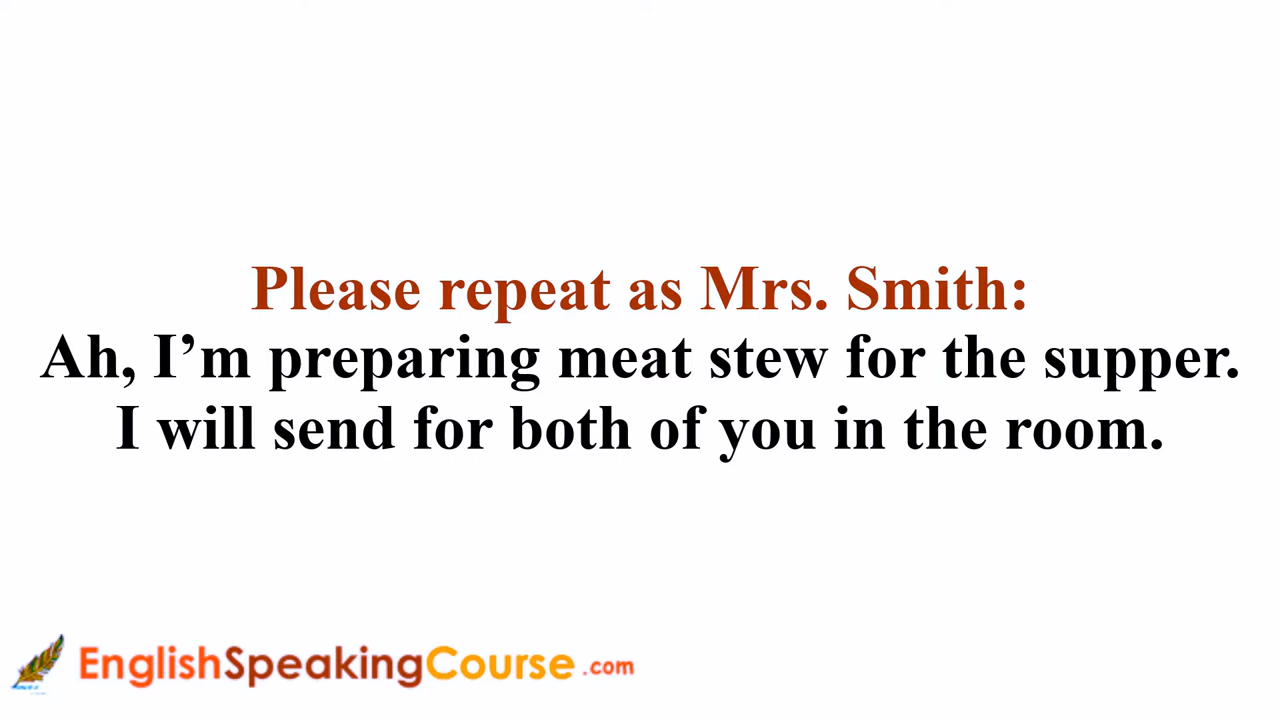 Please repeat as Mrs. Smith:
Ah, I’m preparing meat stew for the supper.
I will send for both of you in the room.
EnglishSpeakingCourse.com